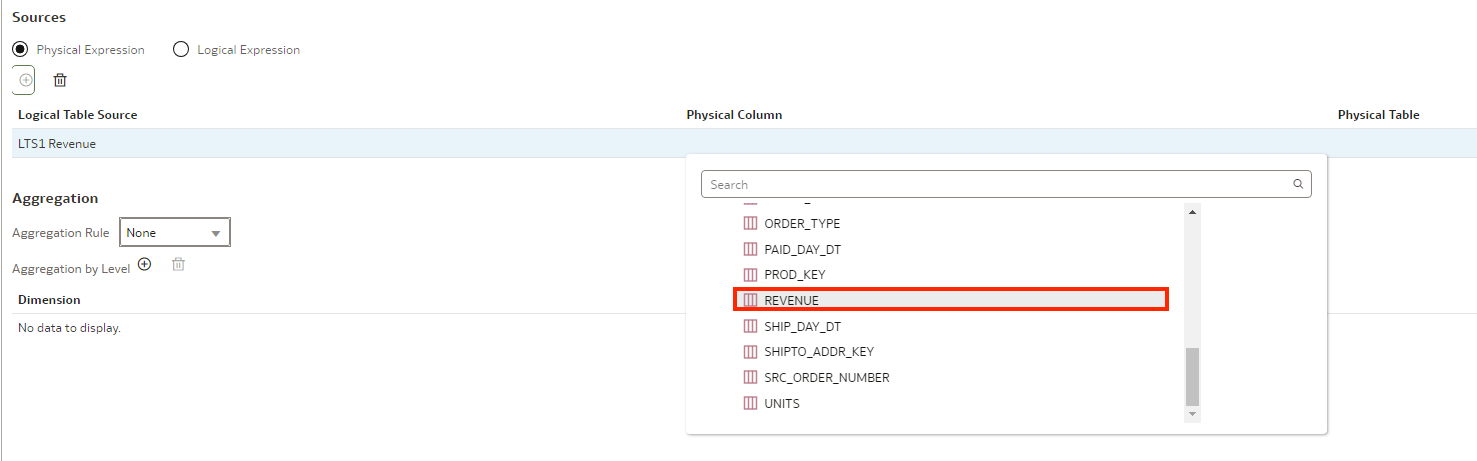 Sources
Physical Expression Logical Expression
Logical Table Source Physical Column Physical Table
LTS1 Revenue
Search
Aggregation
ORDER_TYPE
Aggregation Rule None
PAID_DAY_DT
Aggregation by Level
PROD_KEY
Dimension
REVENUE
No data to display.
SHIP_DAY_DT
SHIPTO_ADDR_KEY
SRC_ORDER_NUMBER
UNITS